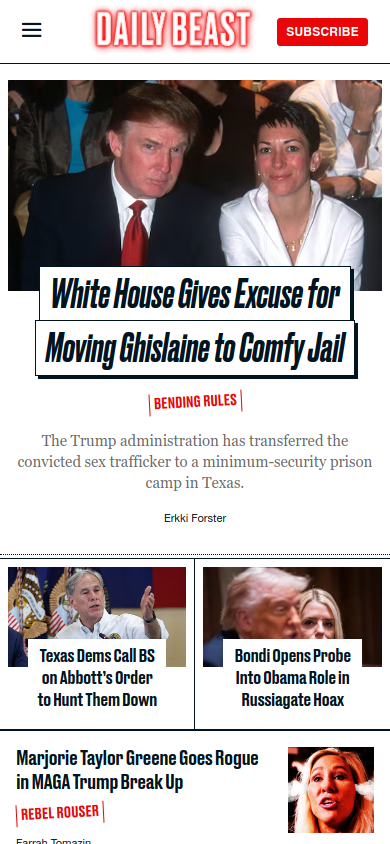 DAILY BEAST
SUBSCRIBE
White House Gives Excuse for
Moving Ghislaine to Comfy Jail
BENDING RULES
The Trump administration has transferred the
convicted sex trafficker to a minimum-security prison
camp in Texas.
Erkki Forster
Texas Dems Call BS
on Abbott’s Order
to Hunt Them Down
Bondi Opens Probe
Into Obama Role in
Russiagate Hoax
Marjorie Taylor Greene Goes Rogue
in MAGA Trump Break Up
REBEL ROUSER
Farrah Tomazin